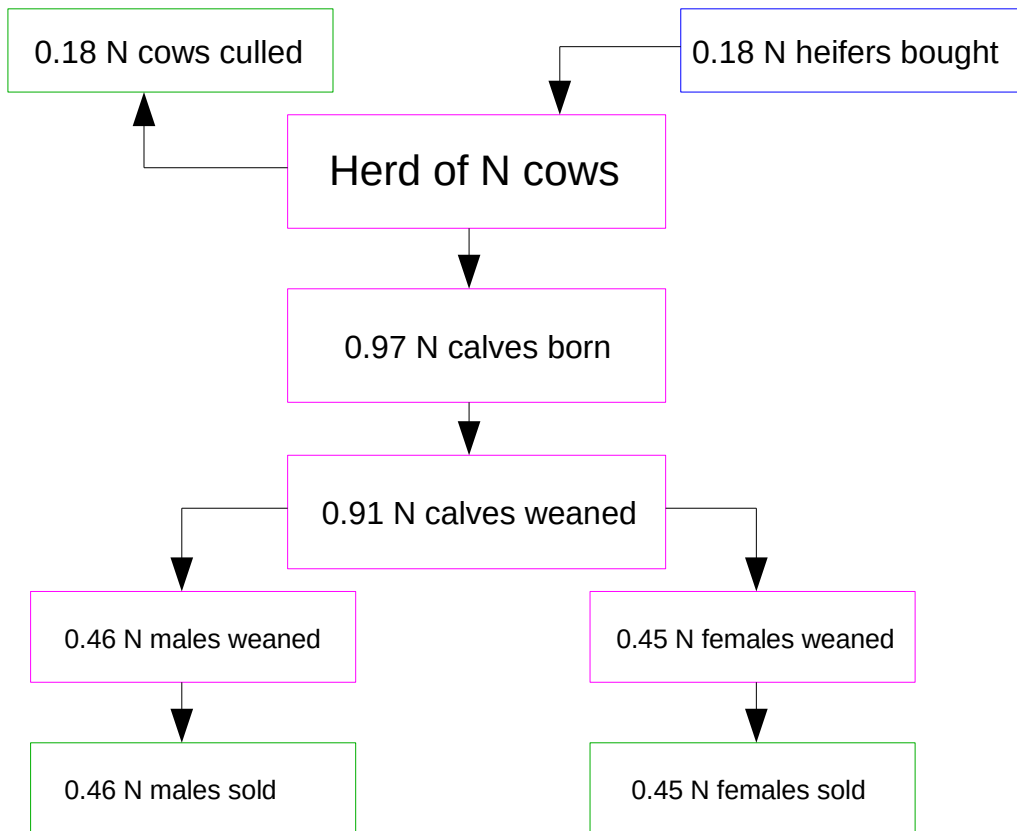 0.18 N cows culled
0.18 N heifers bought
Herd of N cows
0.97 N calves born
0.91 N calves weaned
0.46 N males weaned
0.45 N females weaned
0.46 N males sold
0.45 N females sold